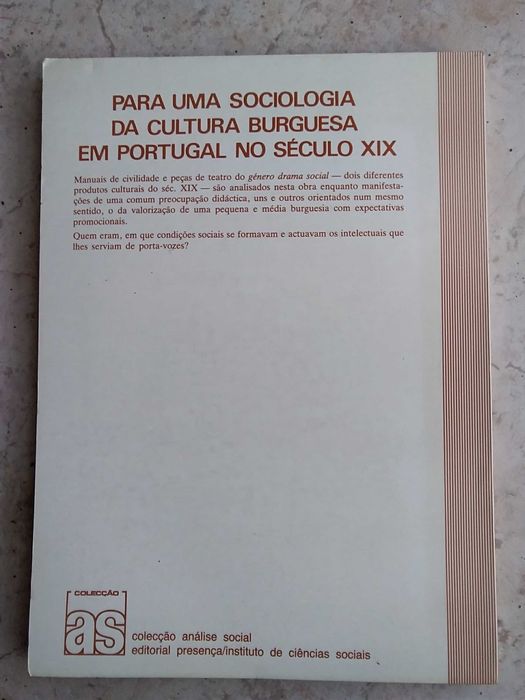 PARA UMA SOCIOLOGIA
DA CULTURA BURGUESA
EM PORTUGAL NO SÉCULO XIX
Manuais de civilidade e peças de teatro do género drama social — dois diferentes
produtos culturais do séc. XIX — são analisados nesta obra enquanto manifesta-
ções de uma comum preocupação didáctica, uns e outros orientados num mesmo
sentido, o da valorização de uma pequena e média burguesia com expectativas
promocionais.
Quem eram, em que condições sociais se formavam e actuavam os intelectuais que
lhes serviam de porta-vozes?
COLECÇÃO
as
colecção análise social
editorial presença/instituto de ciências sociais